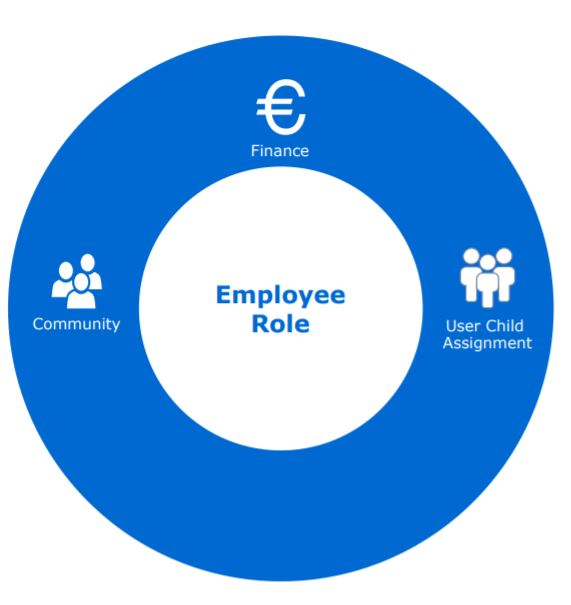 €
Finance
Community
Employee
Role
User Child
Assignment